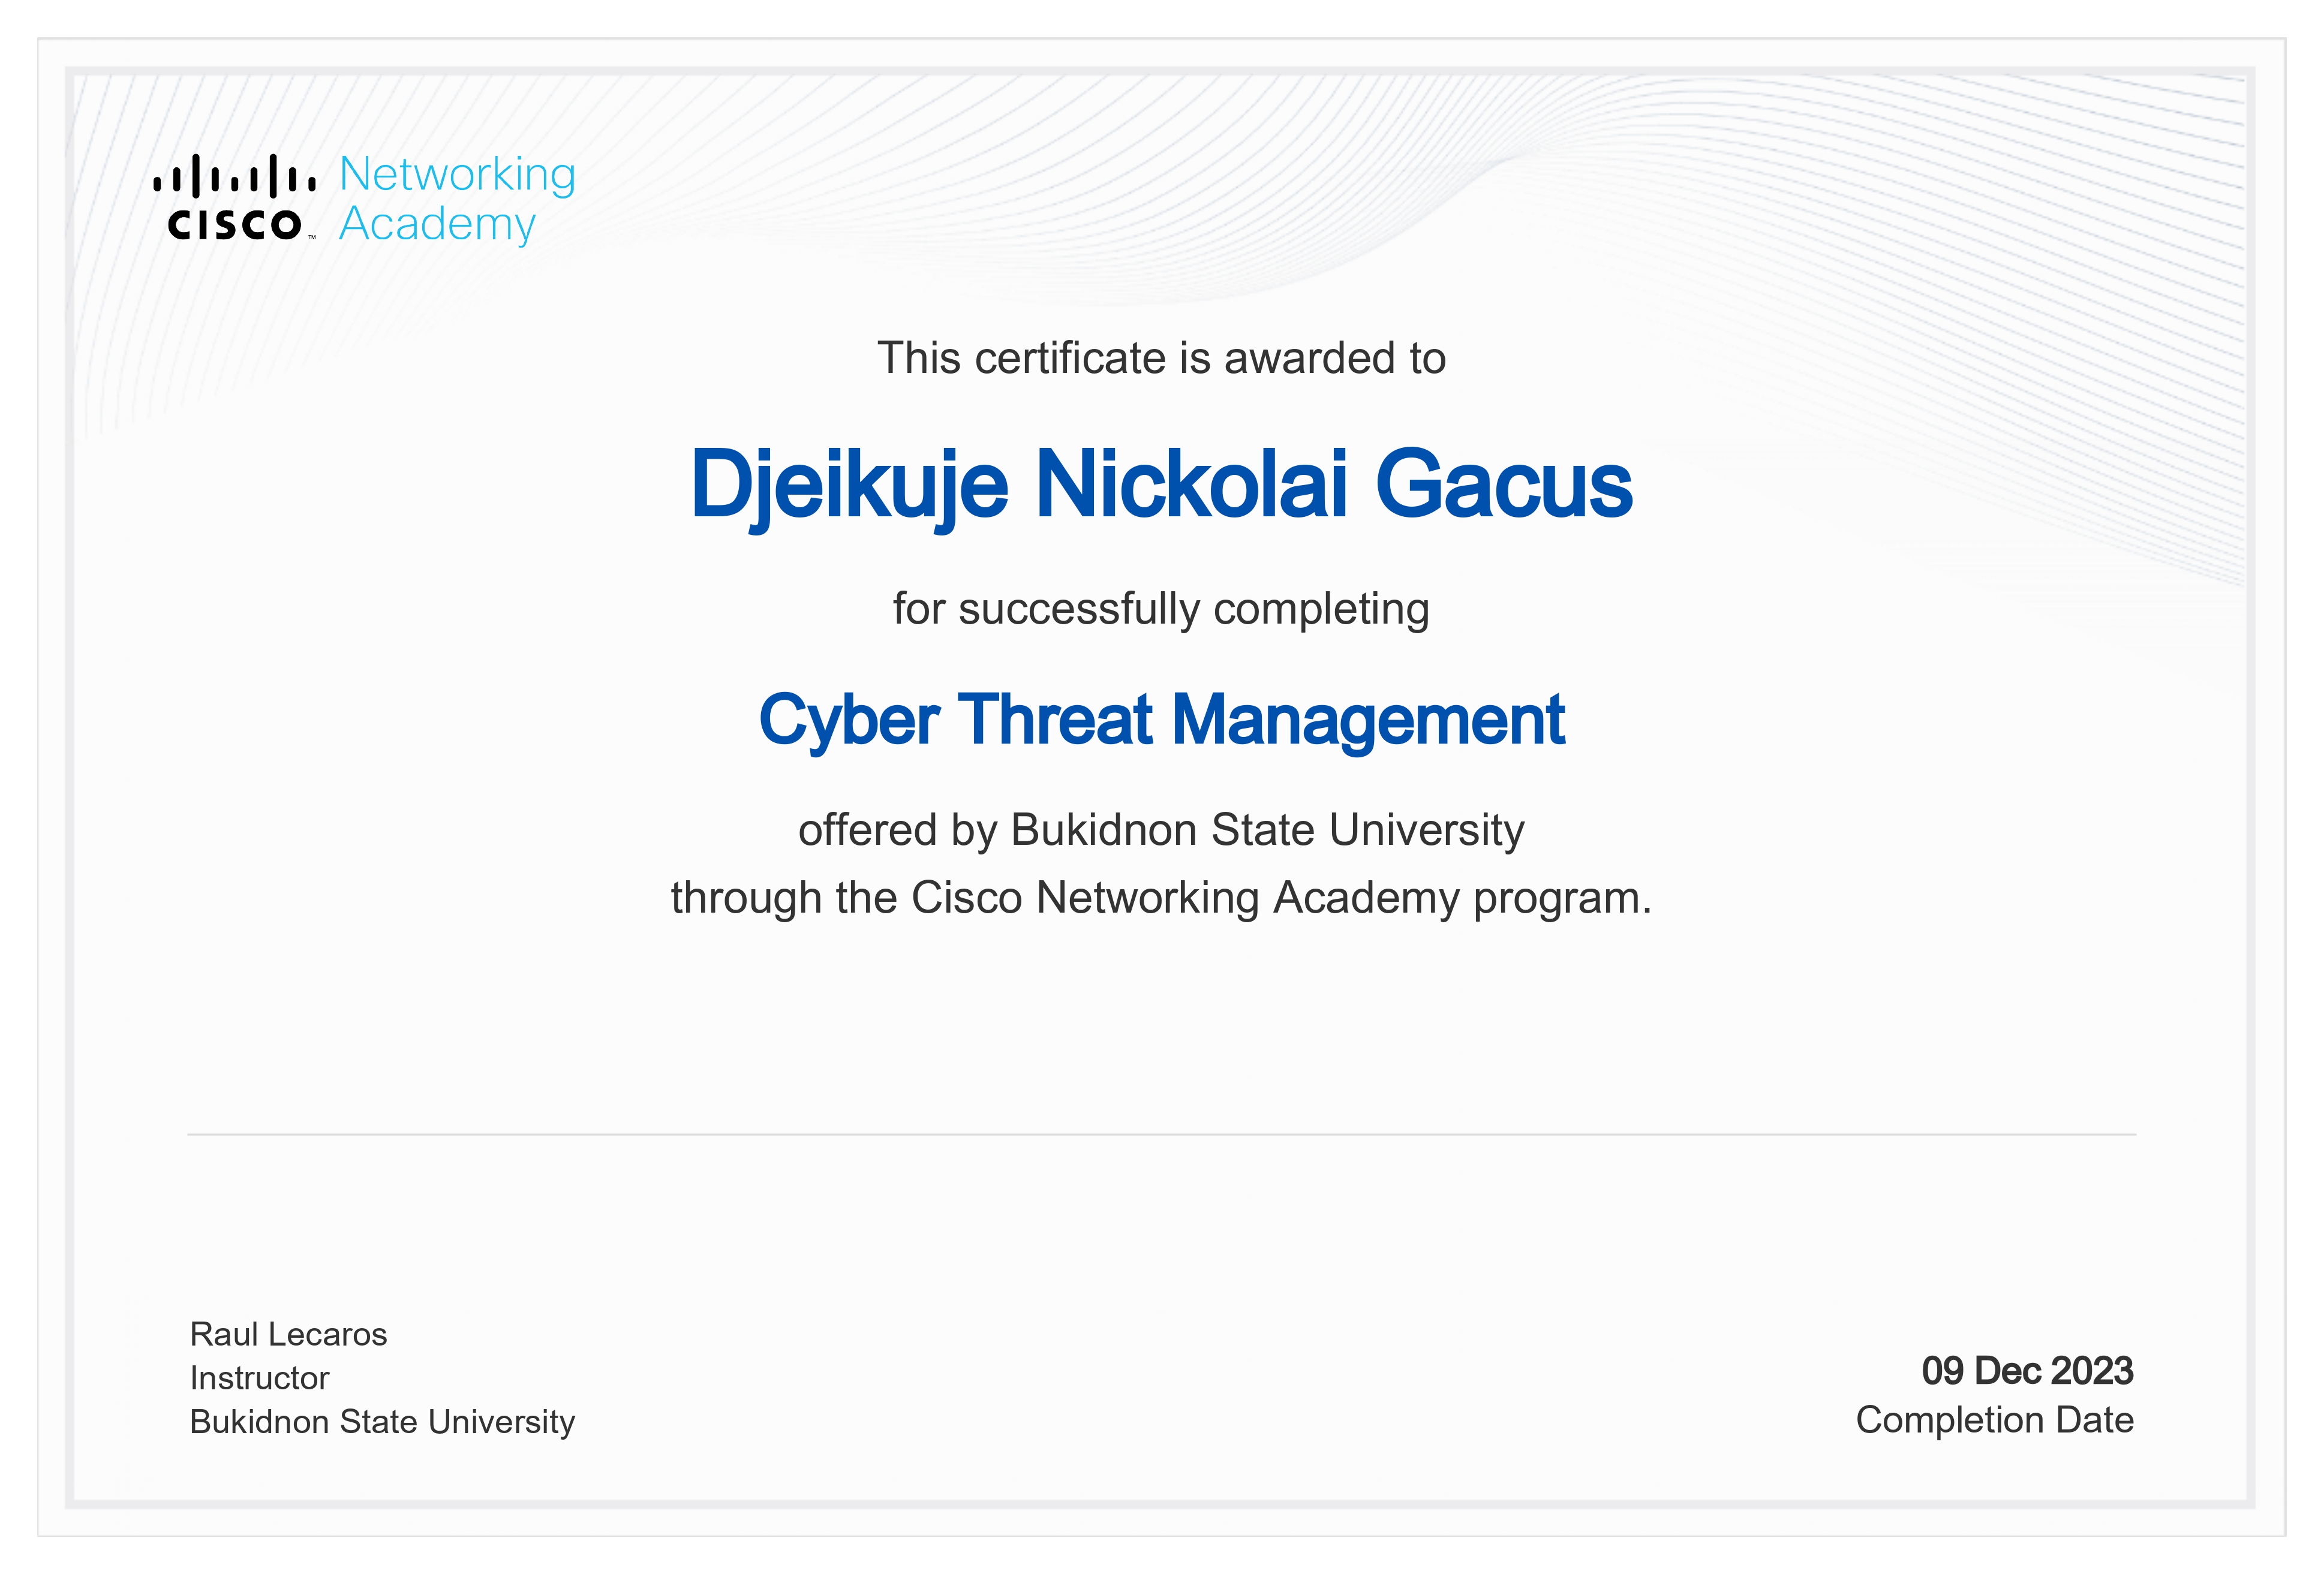 Networking
Academy
CISCO™
This certificate is awarded to
Djeikuje Nickolai Gacus
for successfully completing
Cyber Threat Management
offered by Bukidnon State University
through the Cisco Networking Academy program.
Raul Lecaros
Instructor
Bukidnon State University
09 Dec 2023
Completion Date